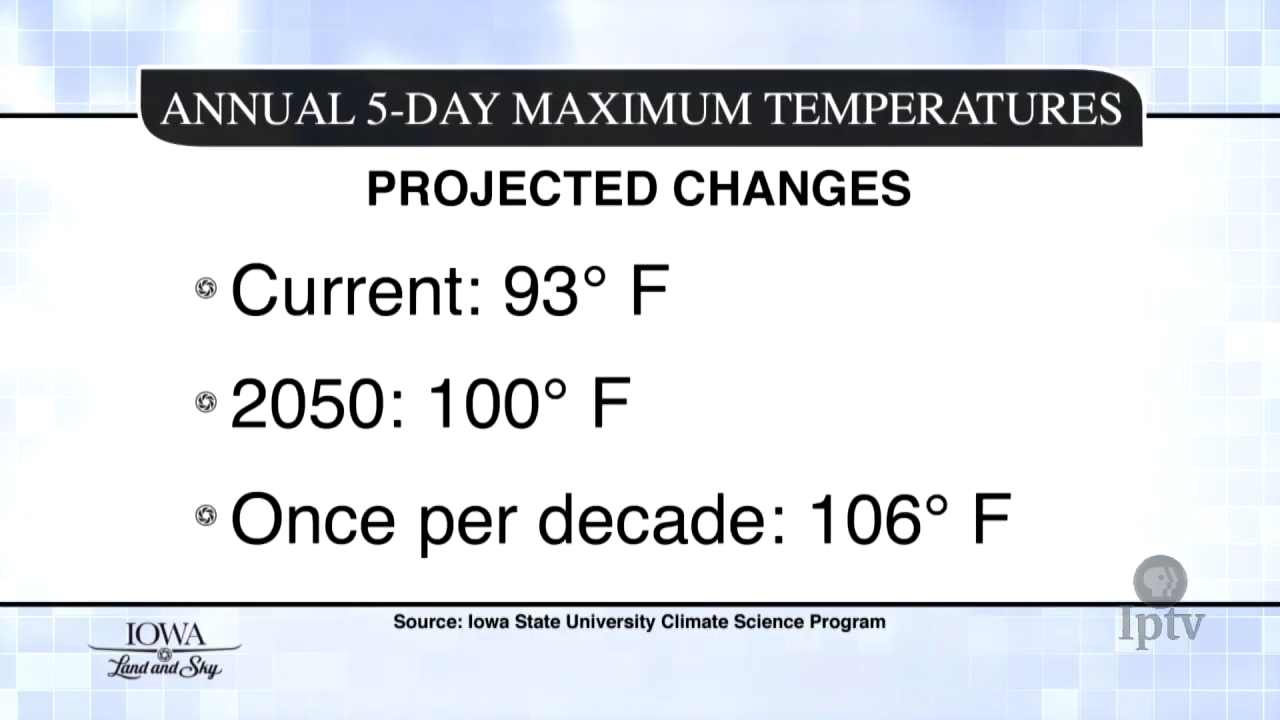 ANNUAL 5-DAY MAXIMUM TEMPERATURES
PROJECTED CHANGES
Current: 93° F
2050: 100° F
Once per decade: 106° F
Source: Iowa State University Climate Science Program
IOWA
Land and Sky
Iptv